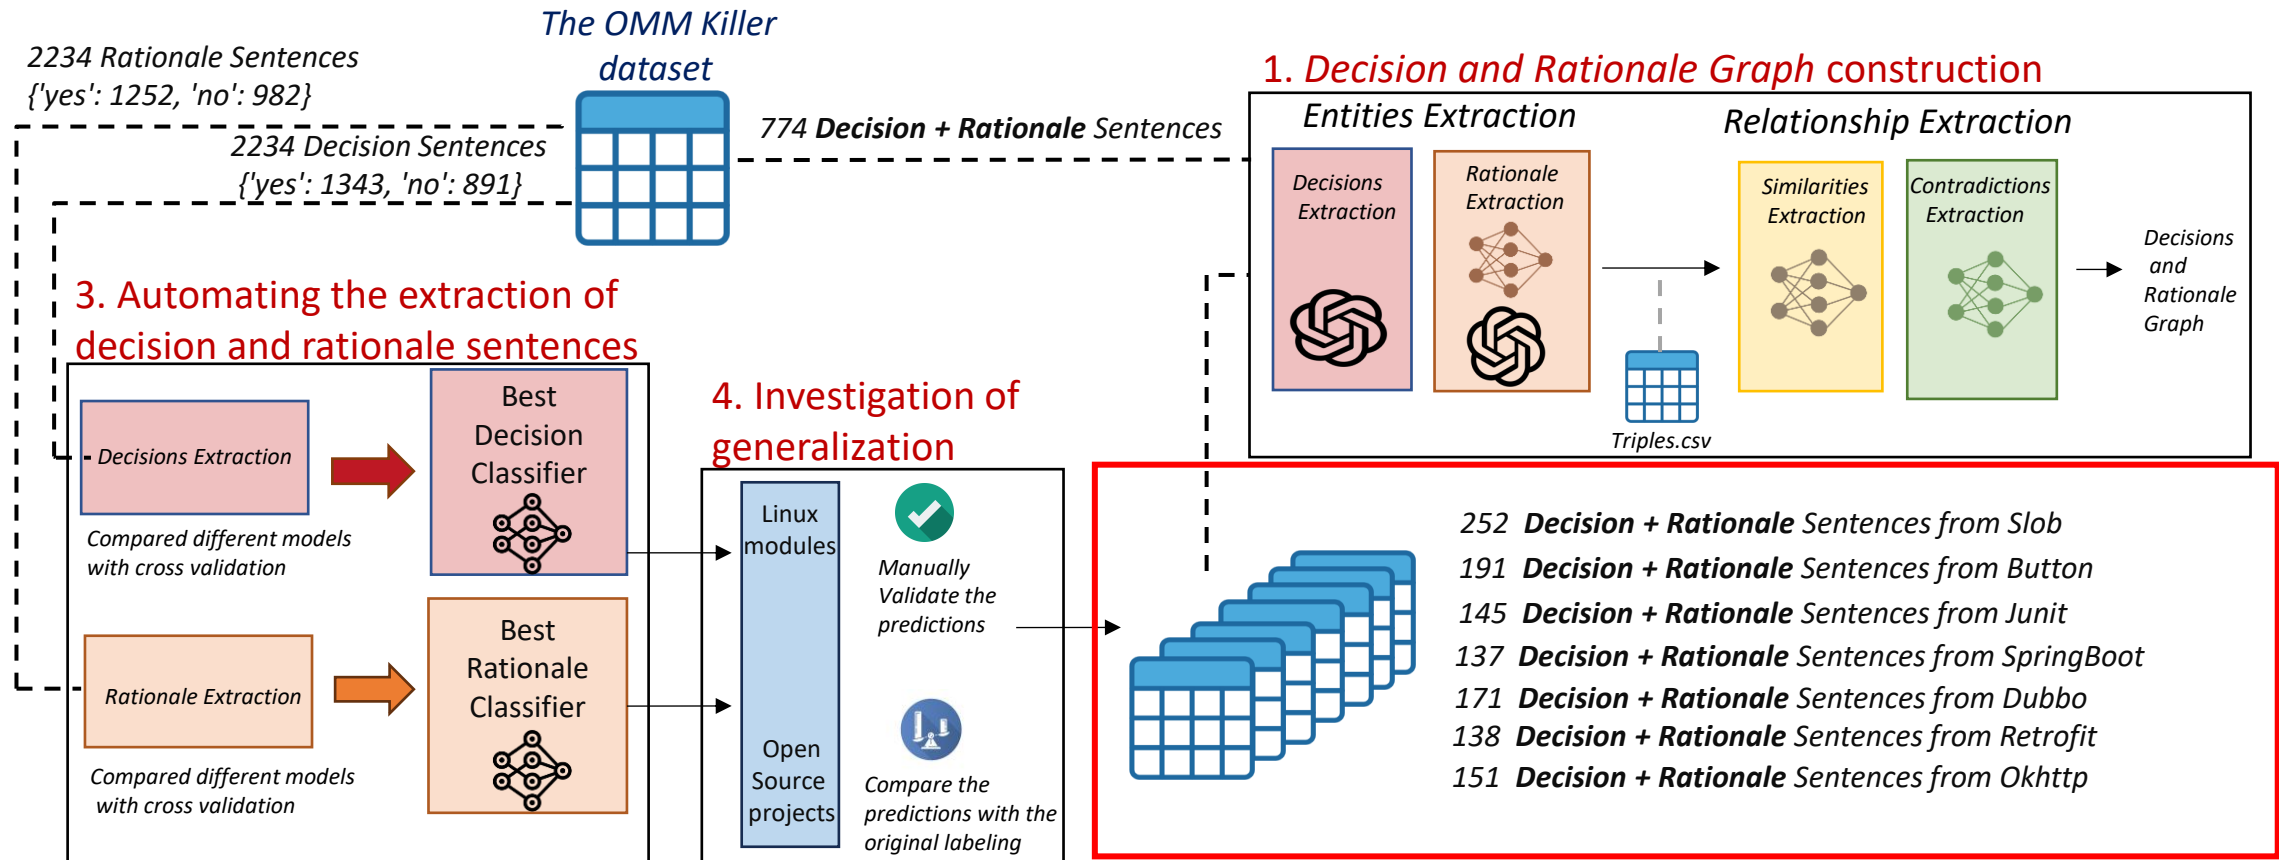 The OMM Killer
dataset
2234 Rationale Sentences
{'yes': 1252, 'no': 982}
2234 Decision Sentences
{'yes': 1343, 'no': 891}
774 Decision + Rationale Sentences
1. Decision and Rationale Graph construction
Entities Extraction
Relationship Extraction
Decisions
Extraction
Rationale
Extraction
Similarities
Extraction
Contradictions
Extraction
Decisions
and
Rationale
Graph
Triples.csv
3. Automating the extraction of
decision and rationale sentences
Decisions Extraction
Compared different models
with cross validation
Best
Decision
Classifier
Rationale Extraction
Compared different models
with cross validation
Best
Rationale
Classifier
4. Investigation of
generalization
Linux
modules
Open
Source
projects
Manually
Validate the
predictions
Compare the
predictions with the
original labeling
252 Decision + Rationale Sentences from Slob
191 Decision + Rationale Sentences from Button
145 Decision + Rationale Sentences from Junit
137 Decision + Rationale Sentences from SpringBoot
171 Decision + Rationale Sentences from Dubbo
138 Decision + Rationale Sentences from Retrofit
151 Decision + Rationale Sentences from Okhttp